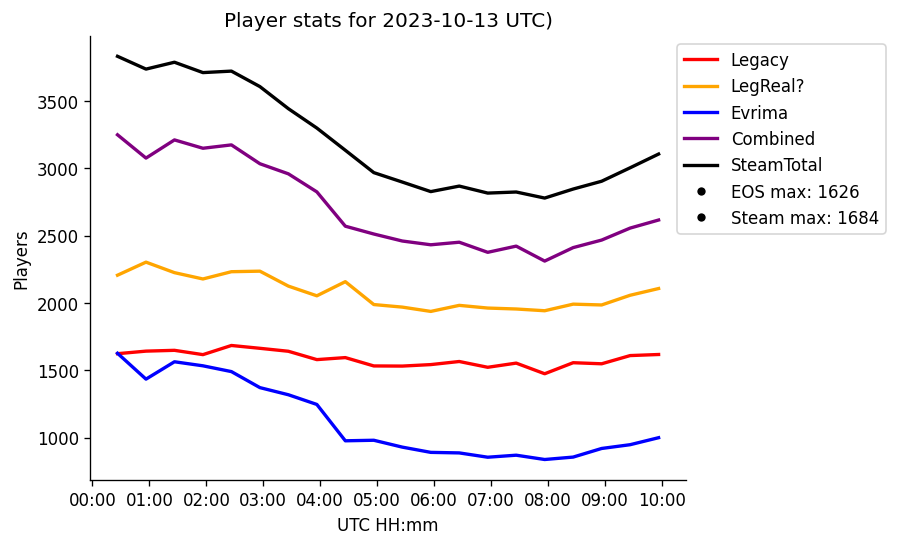 Player stats for 2023-10-13 UTC)
Legacy
LegReal?
Evrima
Combined
SteamTotal
EOS max: 1626
Steam max: 1684
Players
3500
3000
2500
2000
1500
1000
00:00 01:00 02:00 03:00 04:00 05:00 06:00 07:00 08:00 09:00 10:00
UTC HH:mm